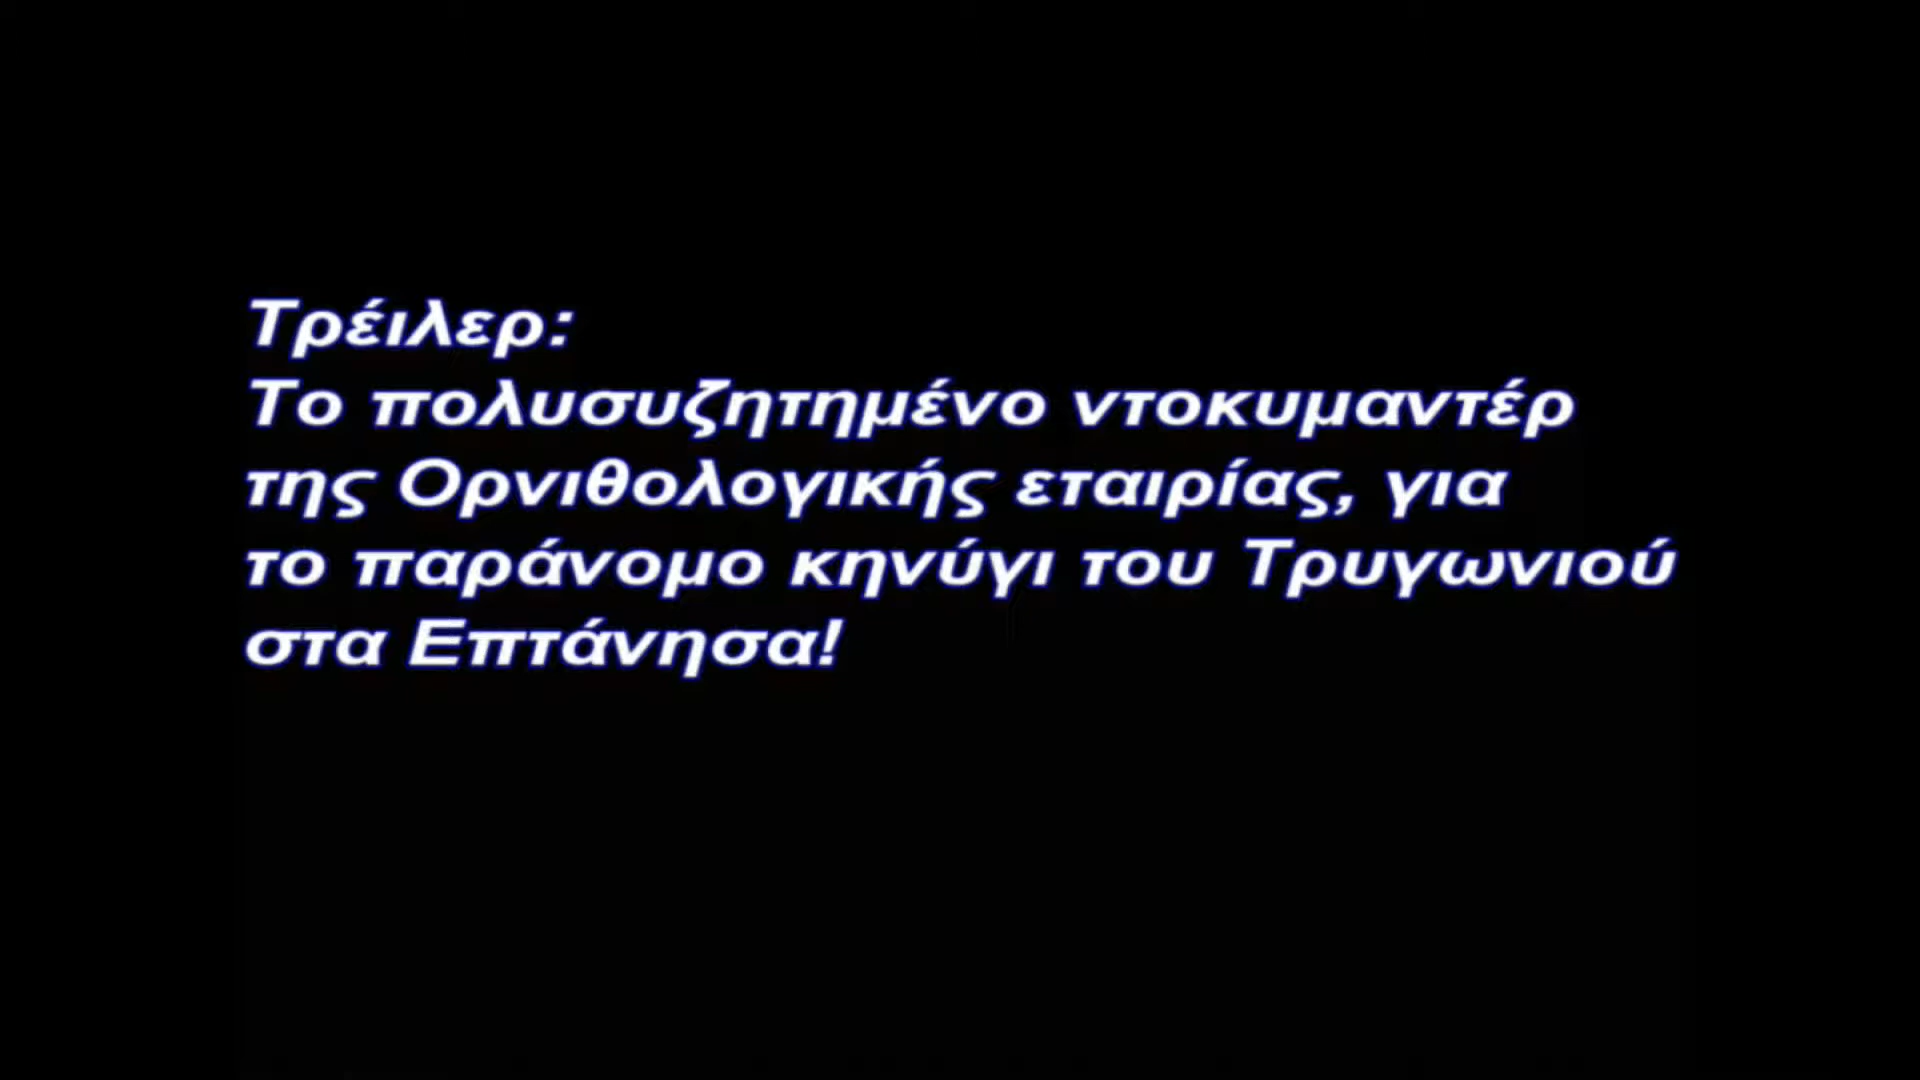 Τρέιλερ:
Το πολυσυζητημένο ντοκυμαντέρ
της Ορνιθολογικής εταιρίας, για
το παράνομο κηνύγι του Τρυγωνιού
στα Επτάνησα!